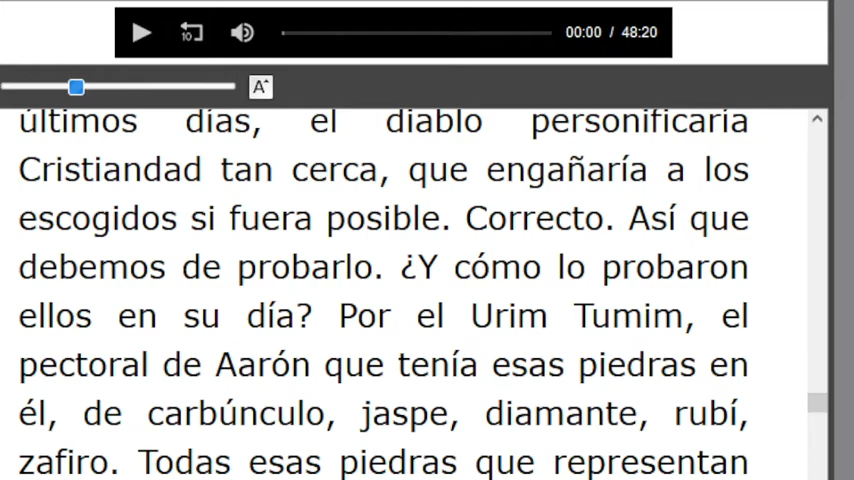 10
00:00 / 48:20
A
últimos días, el diablo personificaría
Cristiandad tan cerca, que engañaría a los
escogidos si fuera posible. Correcto. Así que
debemos de probarlo. ¿Y cómo lo probaron
ellos en su día? Por el Urim Tumim, el
pectoral de Aarón que tenía esas piedras en
él, de carbúnculo, jaspe, diamante, rubí,
zafiro. Todas esas piedras que representan